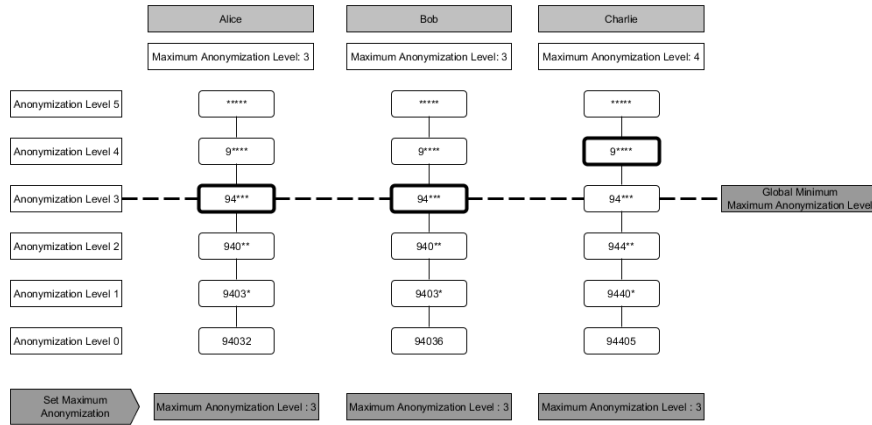 Alice Bob Charlie
Maximum Anonymization Level: 3 Maximum Anonymization Level: 3 Maximum Anonymization Level: 4
Anonymization Level 5 ***** ***** *****
Anonymization Level 4 9**** 9**** 9****
Anonymization Level 3 94*** 94*** 94*** Global Minimum
Maximum Anonymization Level
Anonymization Level 2 940** 940** 944**
Anonymization Level 1 9403* 9403* 9440*
Anonymization Level 0 94032 94036 94405
Set Maximum
Anonymization
Maximum Anonymization Level : 3 Maximum Anonymization Level : 3 Maximum Anonymization Level : 3